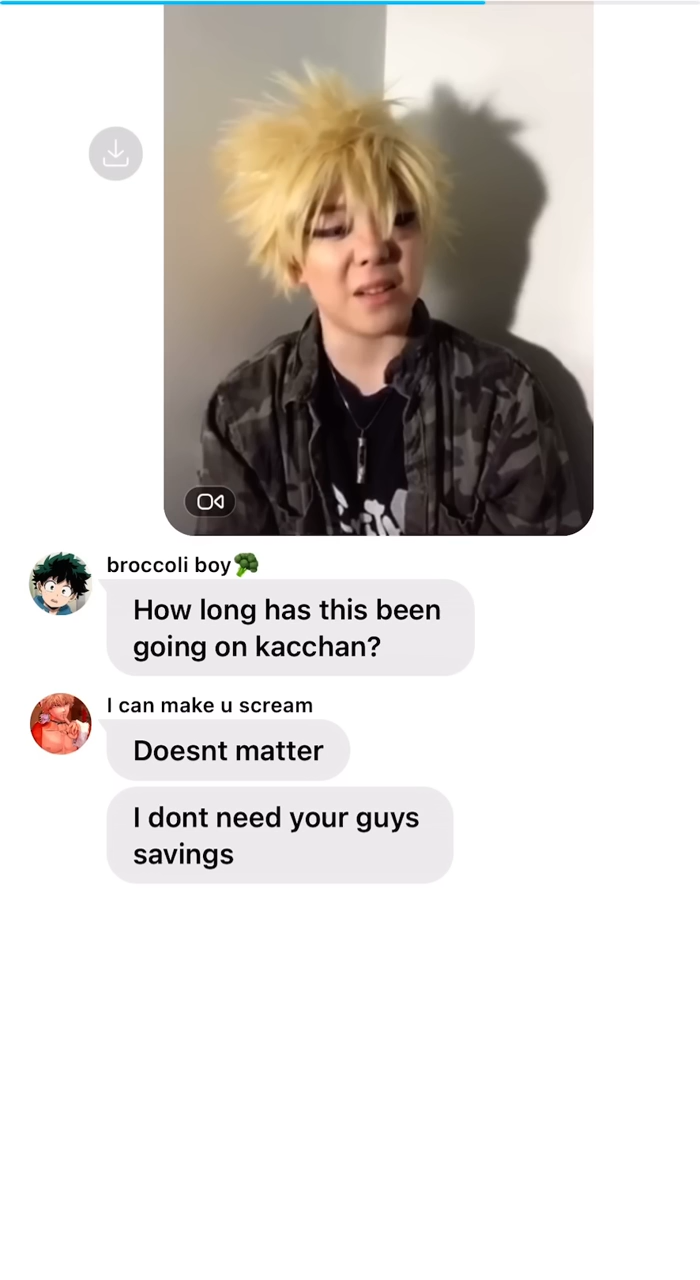 broccoli boy🥦
How long has this been
going on kacchan?
I can make u scream
Doesnt matter
I dont need your guys
savings